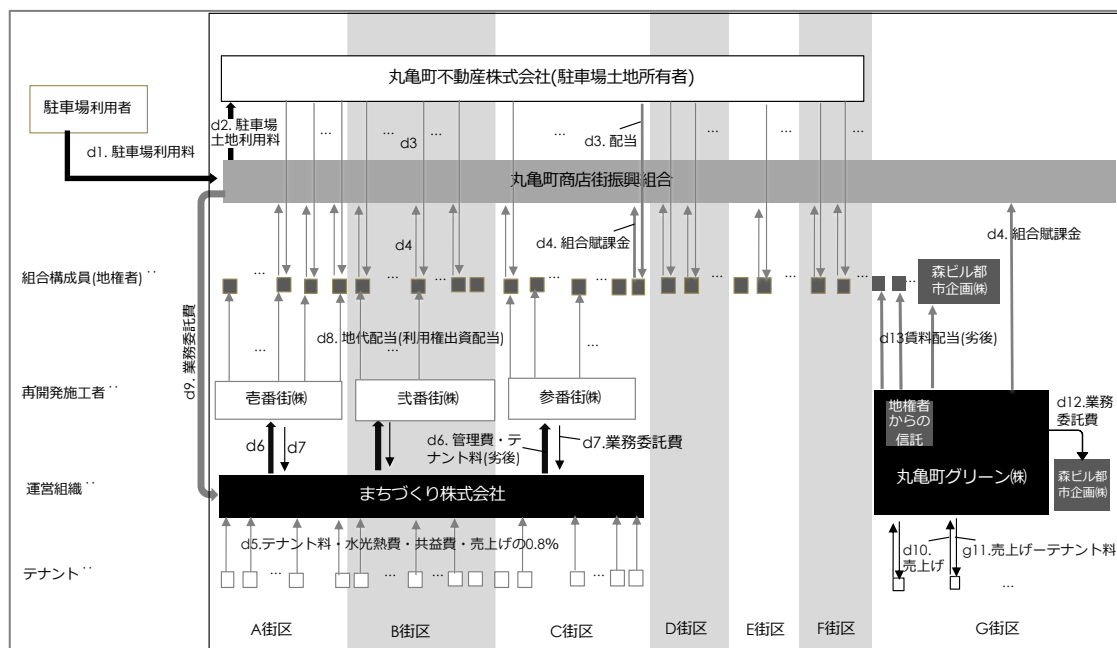 丸亀町不動産株式会社(駐車場土地所有者)
駐車場利用者
d2. 駐車場
土地利用料
...
...
...
...
...
...
...
...
d3
d3. 配当
d1. 駐車場利用料
丸亀町商店街振興組合
d4
d4. 組合賦課金
d4. 組合賦課金
組合構成員(地権者)
...
...
...
...
...
...
...
...
...
森ビル都
市企画㈱
d9. 業務委託費
d8. 地代配当(利用権出資配当)
d13賃料配当(劣後)
...
...
...
再開発施工者
壱番街㈱
弐番街㈱
参番街㈱
地権者
からの
信託
d12.業務
委託費
d6
d7
d6. 管理費・テ
ナント料(劣後)
d7.業務委託費
運営組織
まちづくり株式会社
丸亀町グリーン㈱
森ビル都
市企画㈱
d5.テナント料・水光熱費・共益費・売上げの0.8%
d10.
売上げ
g11.売上げーテナント料
テナント
...
...
...
...
...
A街区
B街区
C街区
D街区
E街区
F街区
G街区